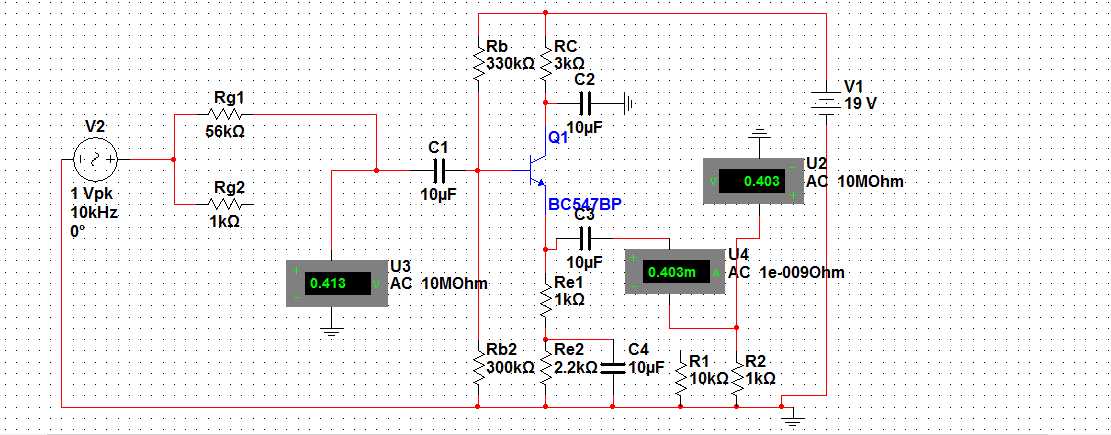 Rb
330kΩ
RC
3kΩ
C2
10µF
V1
19 V
Rg1
56kΩ
V2
1 Vpk
10kHz
0°
Rg2
1kΩ
C1
10µF
Q1
BC547BP
U2
0.403
V
AC 10MOhm
C3
10µF
U4
0.403m
A
AC 1e-009Ohm
U3
0.413
V
AC 10MOhm
Re1
1kΩ
Rb2
300kΩ
Re2
2.2kΩ
C4
10µF
R1
10kΩ
R2
1kΩ